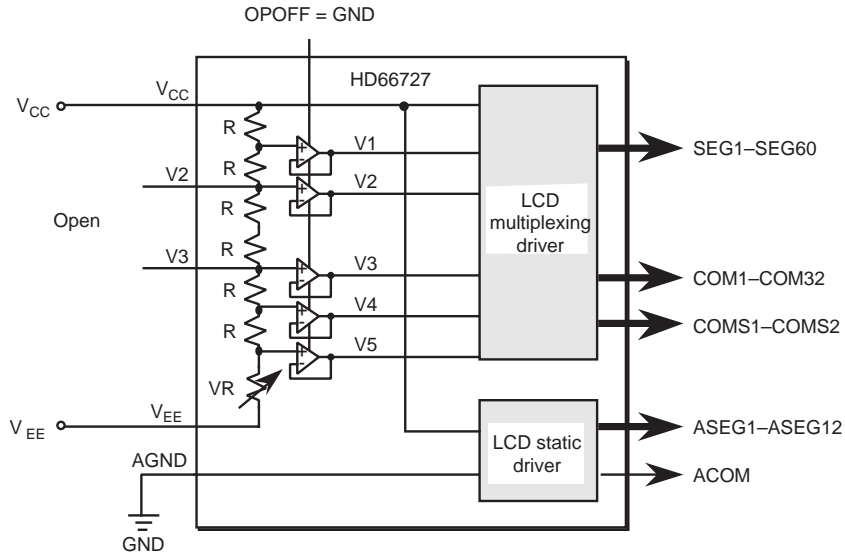 OPOFF = GND
HD66727
VCC
VCC
R
V1
SEG1–SEG60
R
V2
V2
LCD
multiplexing
driver
R
Open
R
V3
V3
COM1–COM32
R
V4
COMS1–COMS2
R
V5
VR
VEE
VEE
ASEG1–ASEG12
LCD static
driver
AGND
ACOM
GND